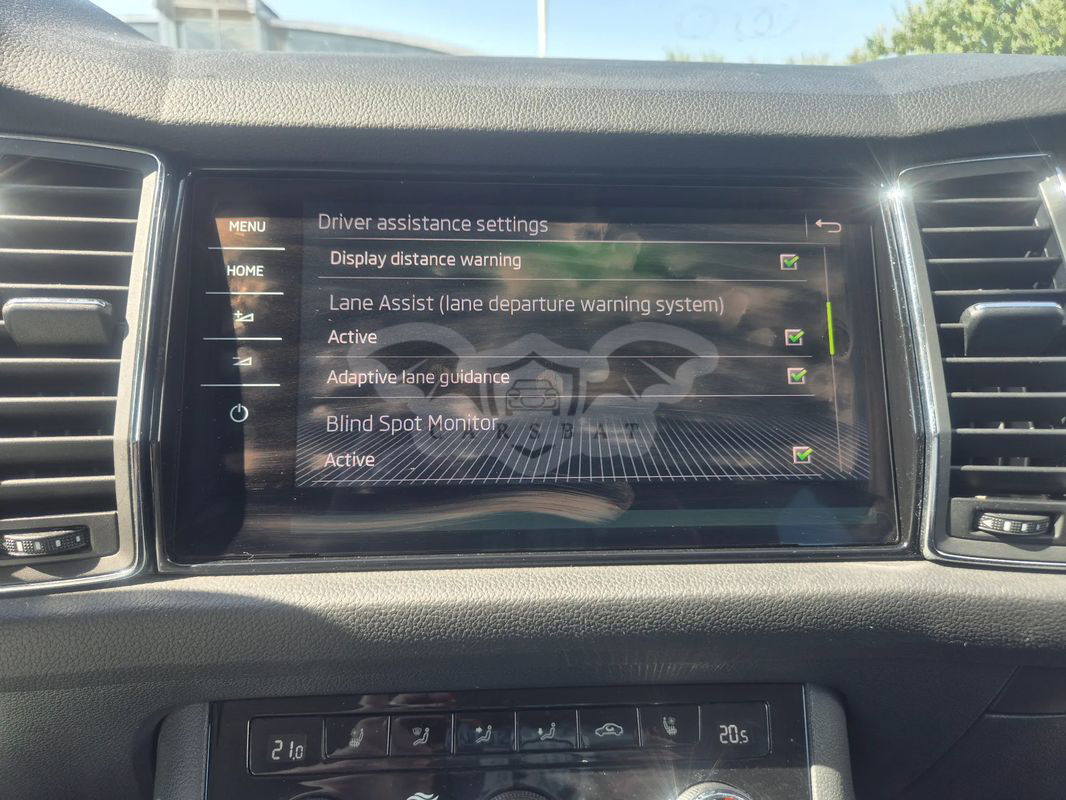 MENU
Driver assistance settings
Display distance warning
HOME
Lane Assist (lane departure warning system)
Active
Adaptive lane guidance
Blind Spot Monitor
CARSBAT
Active
21.0
20.5